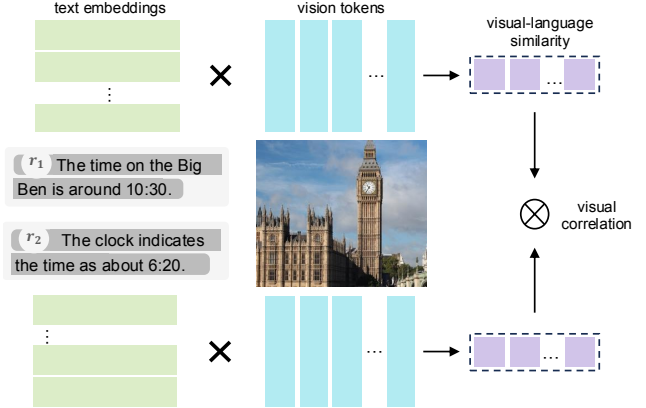 text embeddings
vision tokens
visual-language
similarity
r₁ The time on the Big
Ben is around 10:30.
r₂ The clock indicates
the time as about 6:20.
visual
correlation